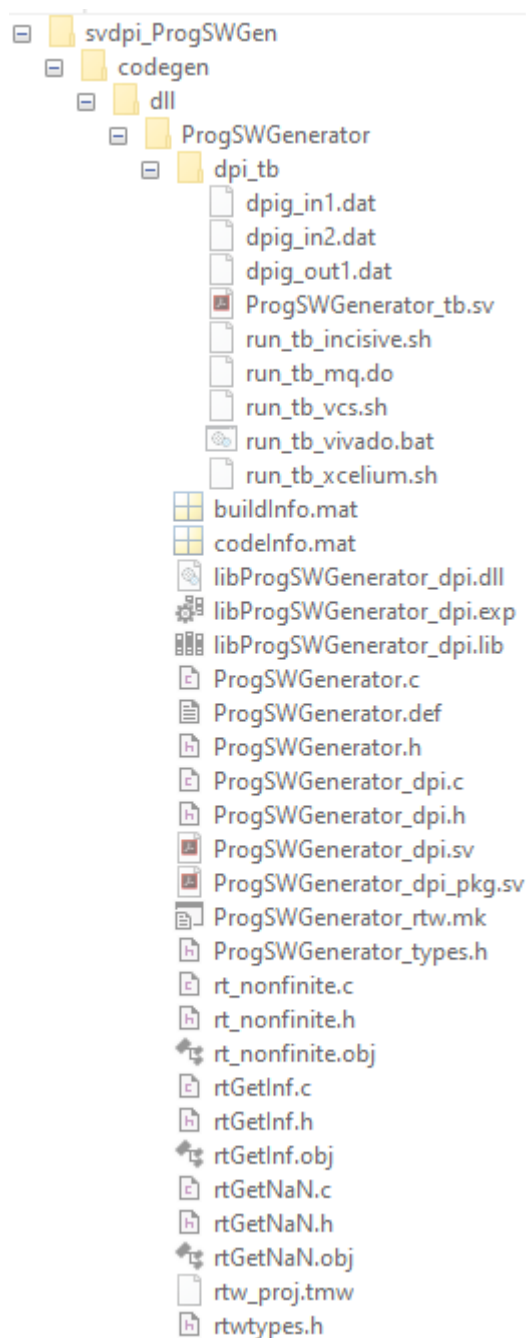 svdpi_ProgSWGen
codegen
dll
ProgSWGenerator
dpi_tb
dpig_in1.dat
dpig_in2.dat
dpig_out1.dat
ProgSWGenerator_tb.sv
run_tb_incisive.sh
run_tb_mq.do
run_tb_vcs.sh
run_tb_vivado.bat
run_tb_xcelium.sh
buildInfo.mat
codeInfo.mat
libProgSWGenerator_dpi.dll
libProgSWGenerator_dpi.exp
libProgSWGenerator_dpi.lib
ProgSWGenerator.c
ProgSWGenerator.def
ProgSWGenerator.h
ProgSWGenerator_dpi.c
ProgSWGenerator_dpi.h
ProgSWGenerator_dpi.sv
ProgSWGenerator_dpi_pkg.sv
ProgSWGenerator_rtw.mk
ProgSWGenerator_types.h
rt_nonfinite.c
rt_nonfinite.h
rt_nonfinite.obj
rtGetInf.c
rtGetInf.h
rtGetInf.obj
rtGetNaN.c
rtGetNaN.h
rtGetNaN.obj
rtw_proj.tmw
rtwtypes.h